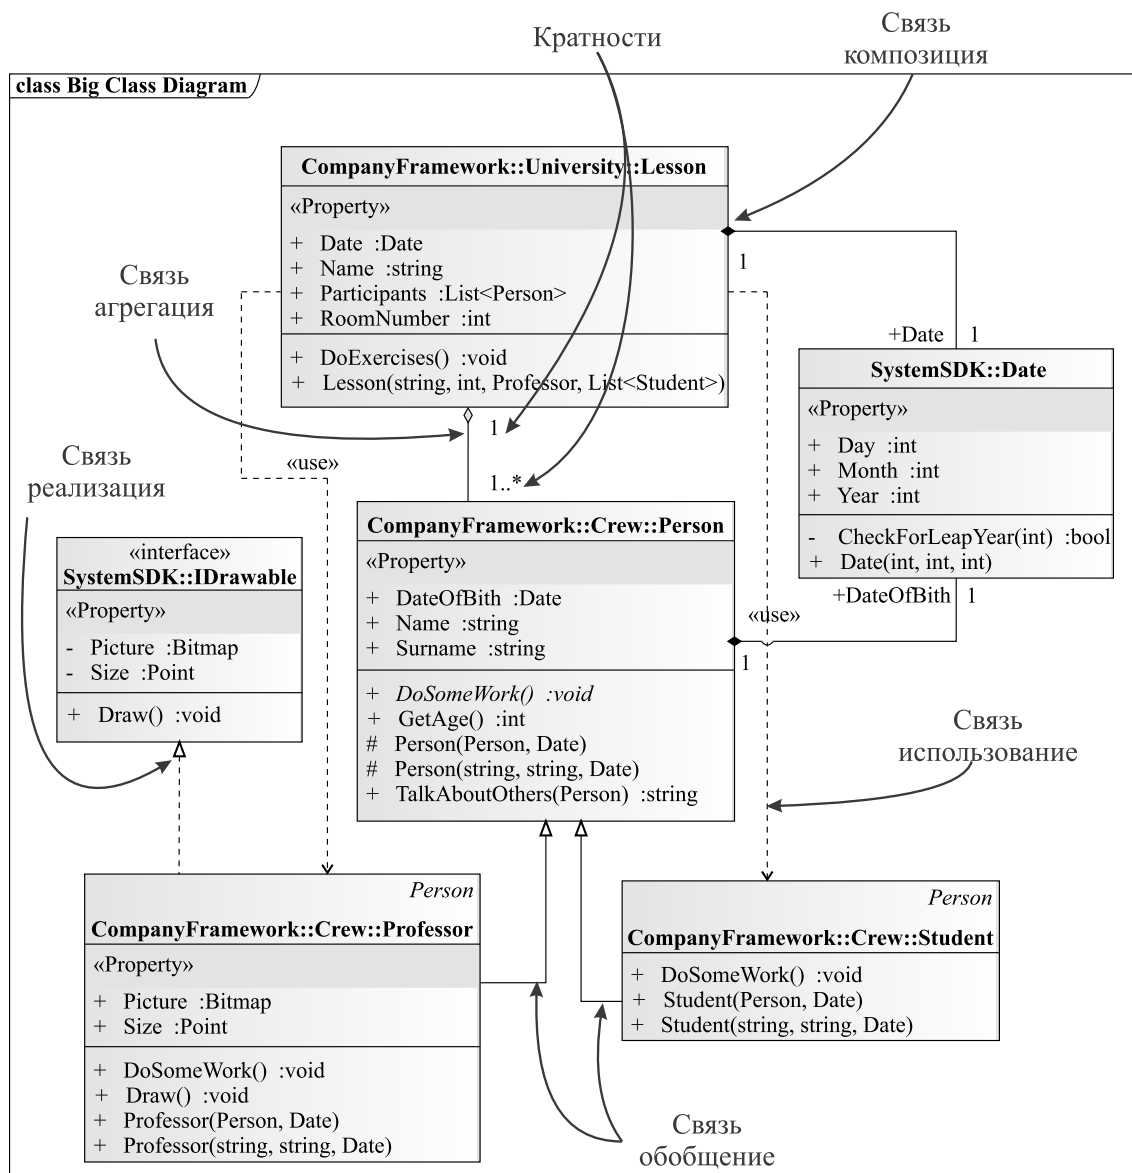 Кратности
Связь
композиция
class Big Class Diagram
CompanyFramework::University::Lesson
«Property»
+ Date :Date
+ Name :string
+ Participants :List<Person>
+ RoomNumber :int
+ DoExercises() :void
+ Lesson(string, int, Professor, List<Student>)
Связь
агрегация
1
+Date 1
SystemSDK::Date
«Property»
+ Day :int
+ Month :int
+ Year :int
- CheckForLeapYear(int) :bool
+ Date(int, int, int)
+DateOfBith 1
1
«use»
1..*
Связь
реализация
«interface»
SystemSDK::IDrawable
«Property»
- Picture :Bitmap
- Size :Point
+ Draw() :void
CompanyFramework::Crew::Person
«Property»
+ DateOfBith :Date
+ Name :string
+ Surname :string
+ DoSomeWork() :void
+ GetAge() :int
# Person(Person, Date)
# Person(string, string, Date)
+ TalkAboutOthers(Person) :string
«use»
1
Связь
использование
Person
CompanyFramework::Crew::Professor
«Property»
+ Picture :Bitmap
+ Size :Point
+ DoSomeWork() :void
+ Draw() :void
+ Professor(Person, Date)
+ Professor(string, string, Date)
Person
CompanyFramework::Crew::Student
+ DoSomeWork() :void
+ Student(Person, Date)
+ Student(string, string, Date)
Связь
обобщение